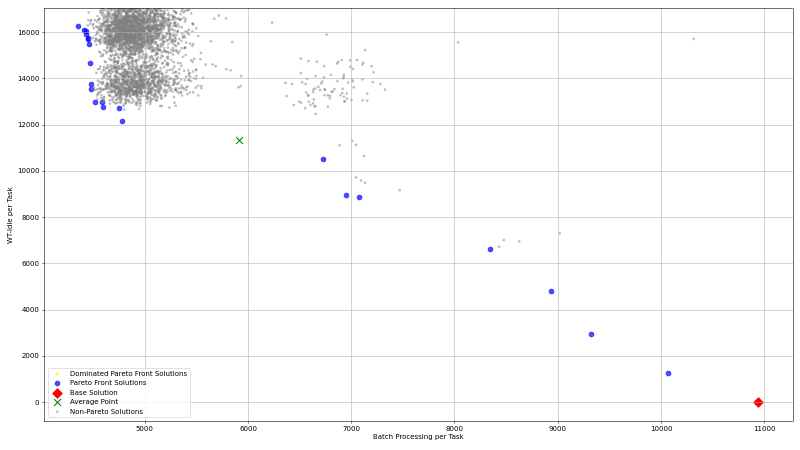 16000
14000
12000
10000
8000
6000
4000
2000
0
WT-Idle per Task
Dominated Pareto Front Solutions
Pareto Front Solutions
Base Solution
Average Point
Non-Pareto Solutions
5000 6000 7000 8000 9000 10000 11000
Batch Processing per Task